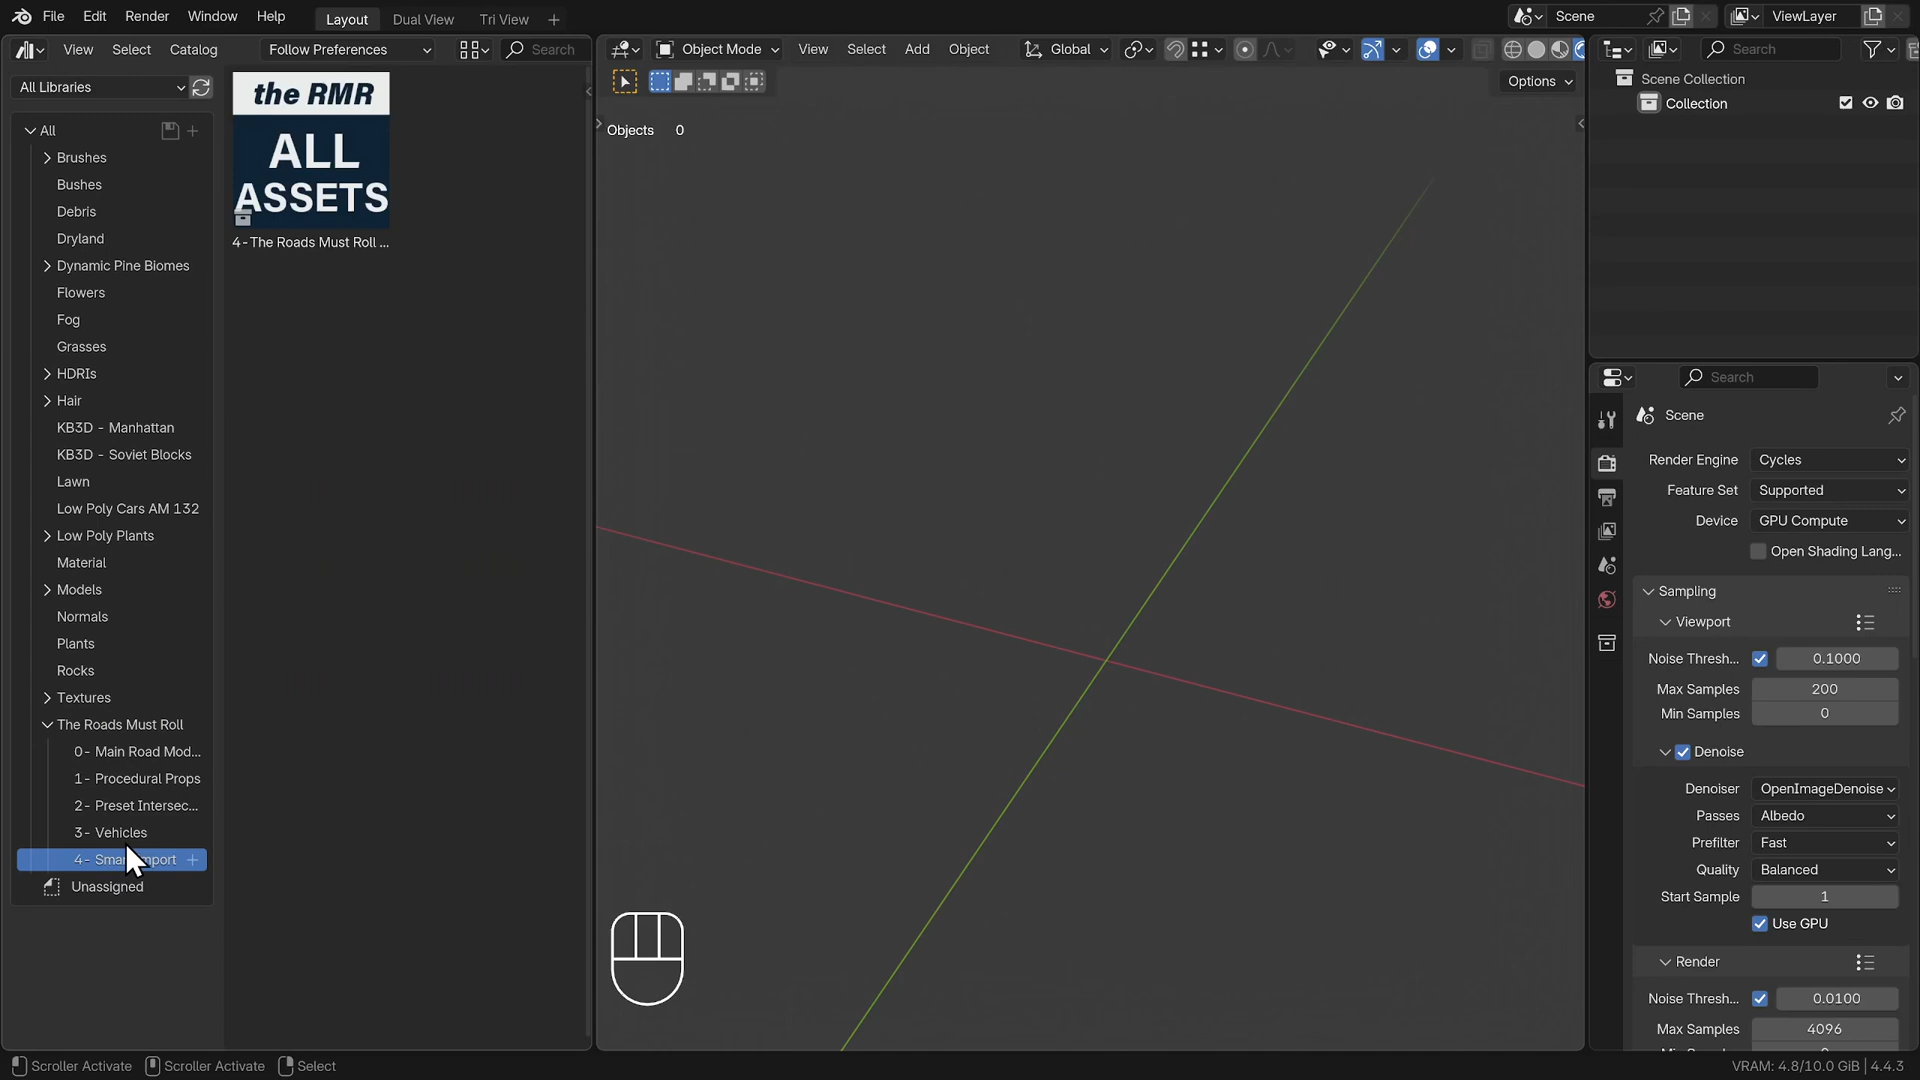 File Edit Render Window Help Layout Dual View Tri View + Scene ViewLayer
View Select Catalog Follow Preferences Search Object Mode View Select Add Object Global Search
All Libraries Options
Objects 0
Scene Collection
Collection
All
Brushes
Bushes
Debris
Dryland
Dynamic Pine Biomes
Flowers
Fog
Grasses
HDRIs
Hair
KB3D - Manhattan
KB3D - Soviet Blocks
Lawn
Low Poly Cars AM 132
Low Poly Plants
Material
Models
Normals
Plants
Rocks
Textures
The Roads Must Roll
0- Main Road Mod...
1- Procedural Props
2- Preset Intersec...
3- Vehicles
Unassigned
the RMR
ALL
ASSETS
4-The Roads Must Roll ...
Search
Scene
Render Engine Cycles
Feature Set Supported
Device GPU Compute
Open Shading Lang...
Sampling
Viewport
Noise Thresh... 0.1000
Max Samples 200
Min Samples 0
Denoise
Denoiser OpenImageDenoise
Passes Albedo
Prefilter Fast
Quality Balanced
Start Sample 1
Use GPU
Render
Noise Thresh... 0.0100
Max Samples 4096
Scroller Activate Scroller Activate Select VRAM: 4.8/10.0 GiB | 4.4.3